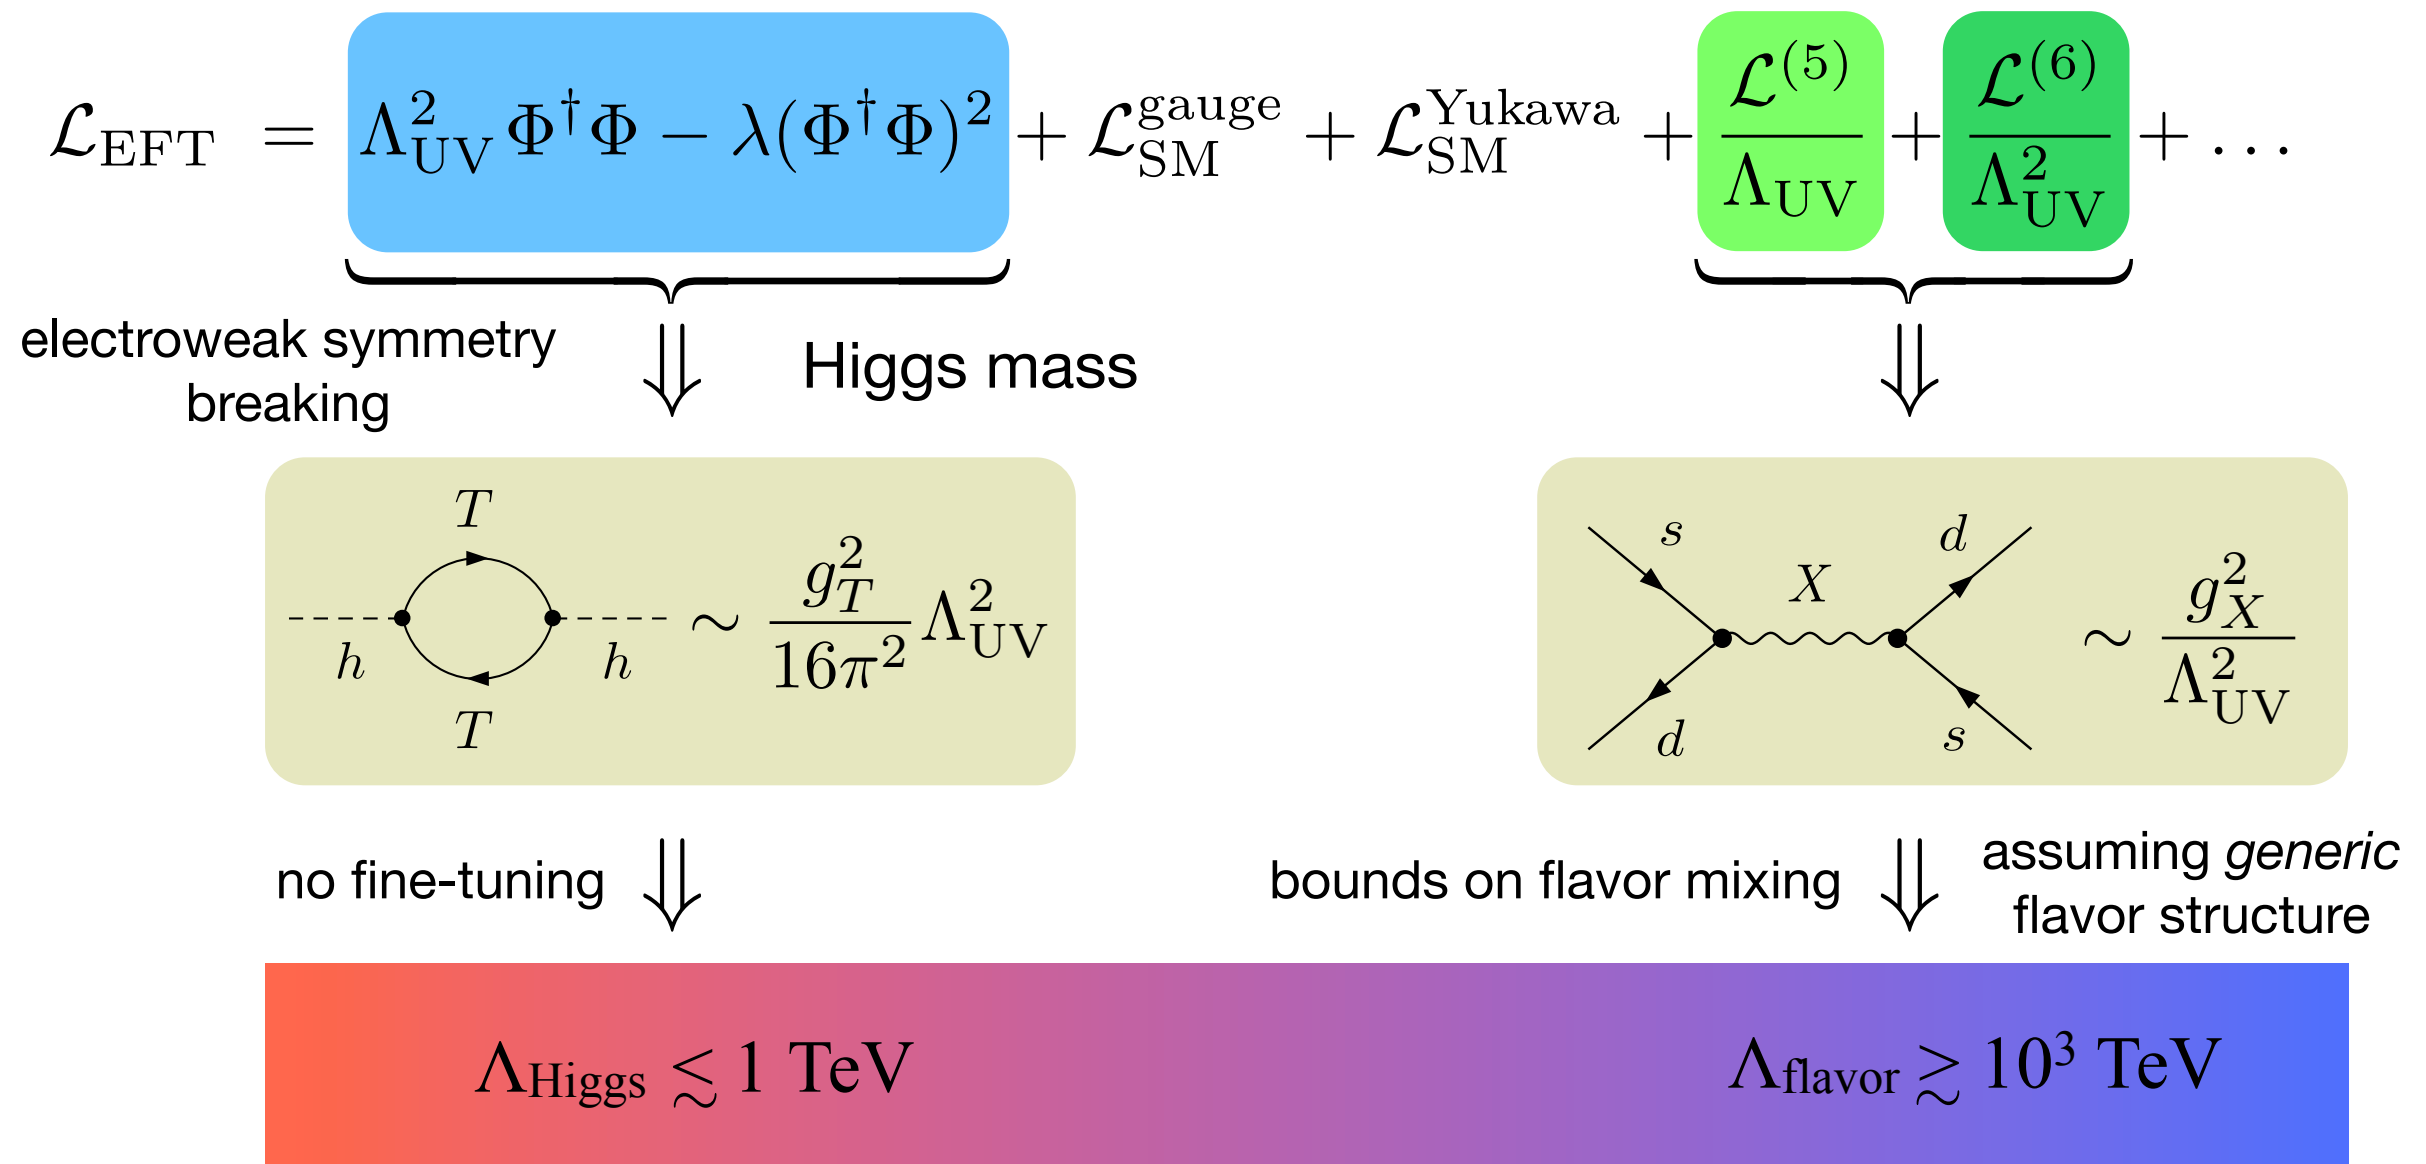 ℒ_EFT = Λ²_UV Φ†Φ − λ(Φ†Φ)² + ℒ^gauge_SM + ℒ^Yukawa_SM + ℒ⁽⁵⁾/Λ_UV + ℒ⁽⁶⁾/Λ²_UV + …
electroweak symmetry
breaking
Higgs mass
T
h
h
T
∼ g²_T/16π² Λ²_UV
s
d
X
d
s
∼ g²_X/Λ²_UV
no fine-tuning
bounds on flavor mixing
assuming generic
flavor structure
Λ_Higgs ≲ 1 TeV
Λ_flavor ≳ 10³ TeV